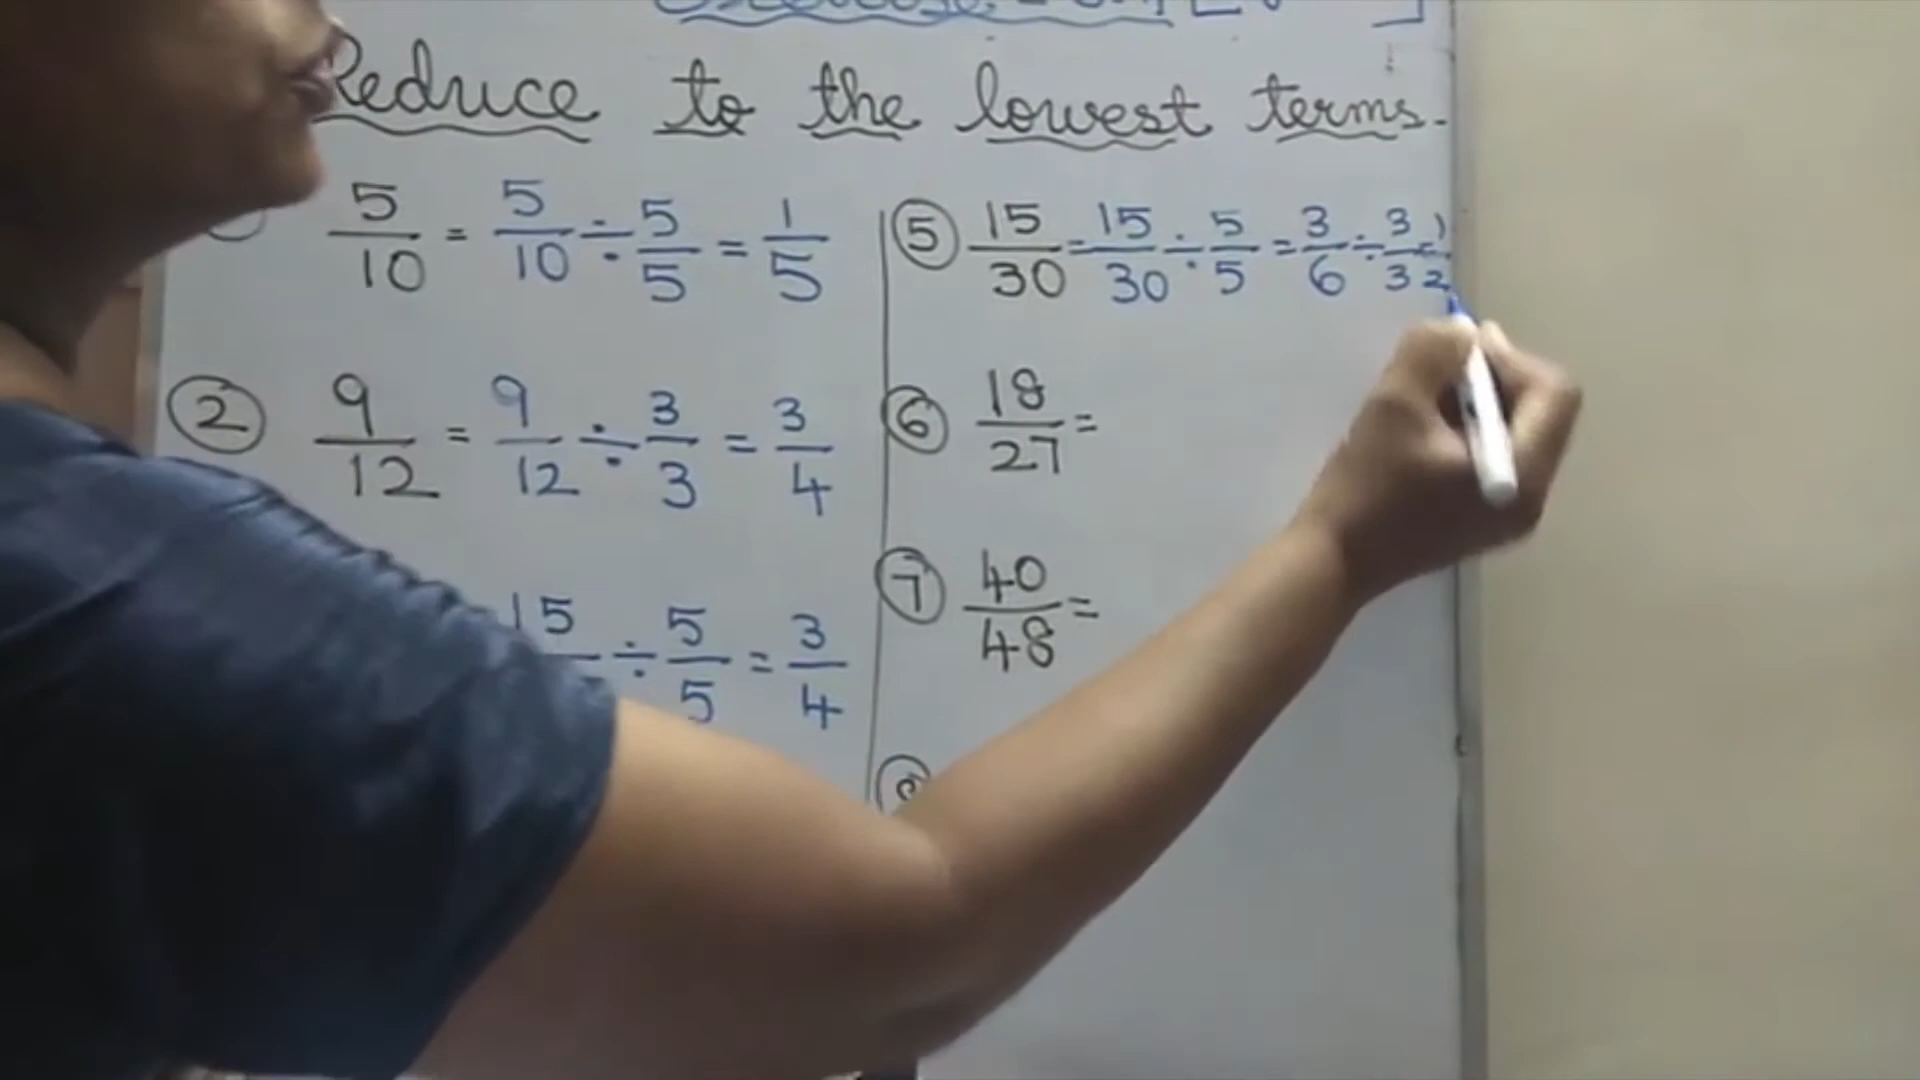 Reduce to the lowest terms.
5/10 = 5/10 ÷ 5/5 = 1/5
② 9/12 = 9/12 ÷ 3/3 = 3/4
15 ÷ 5/5 = 3/4
⑤ 15/30 = 15/30 ÷ 5/5 = 3/6 ÷ 3/3 = 1/2
⑥ 18/27 =
⑦ 40/48 =